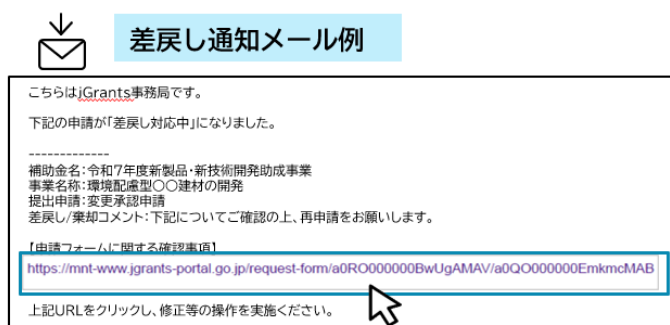 差戻し通知メール例
こちらはjGrants事務局です。
下記の申請が「差戻し対応中」になりました。
-------------
補助金名:令和7年度新製品・新技術開発助成事業
事業名称:環境配慮型〇〇建材の開発
提出申請:変更承認申請
差戻し/棄却コメント:下記についてご確認の上、再申請をお願いします。
【申請フォームに関する確認事項】
https://mnt-www.jgrants-portal.go.jp/request-form/a0RO000000BwUgAMAV/a0QO000000EmkmcMAB
上記URLをクリックし、修正等の操作を実施ください。